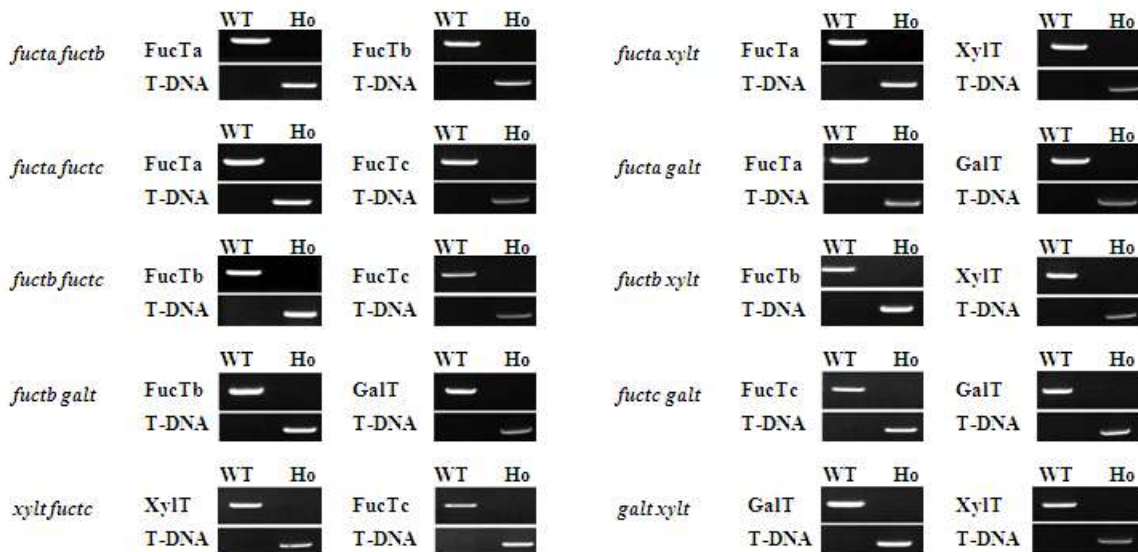 WT Ho WT Ho WT Ho WT Ho
fucta fuctb FucTa FucTb fucta xylt FucTa XylT
T-DNA T-DNA T-DNA T-DNA
WT Ho WT Ho WT Ho WT Ho
fucta fuctc FucTa FucTc fucta galt FucTa GalT
T-DNA T-DNA T-DNA T-DNA
WT Ho WT Ho WT Ho WT Ho
fuctb fuctc FucTb FucTc fuctb xylt FucTb XylT
T-DNA T-DNA T-DNA T-DNA
WT Ho WT Ho WT Ho WT Ho
fuctb galt FucTb GalT fuctc galt FucTc GalT
T-DNA T-DNA T-DNA T-DNA
WT Ho WT Ho WT Ho WT Ho
xylt fuctc XylT FucTc galt xylt GalT XylT
T-DNA T-DNA T-DNA T-DNA